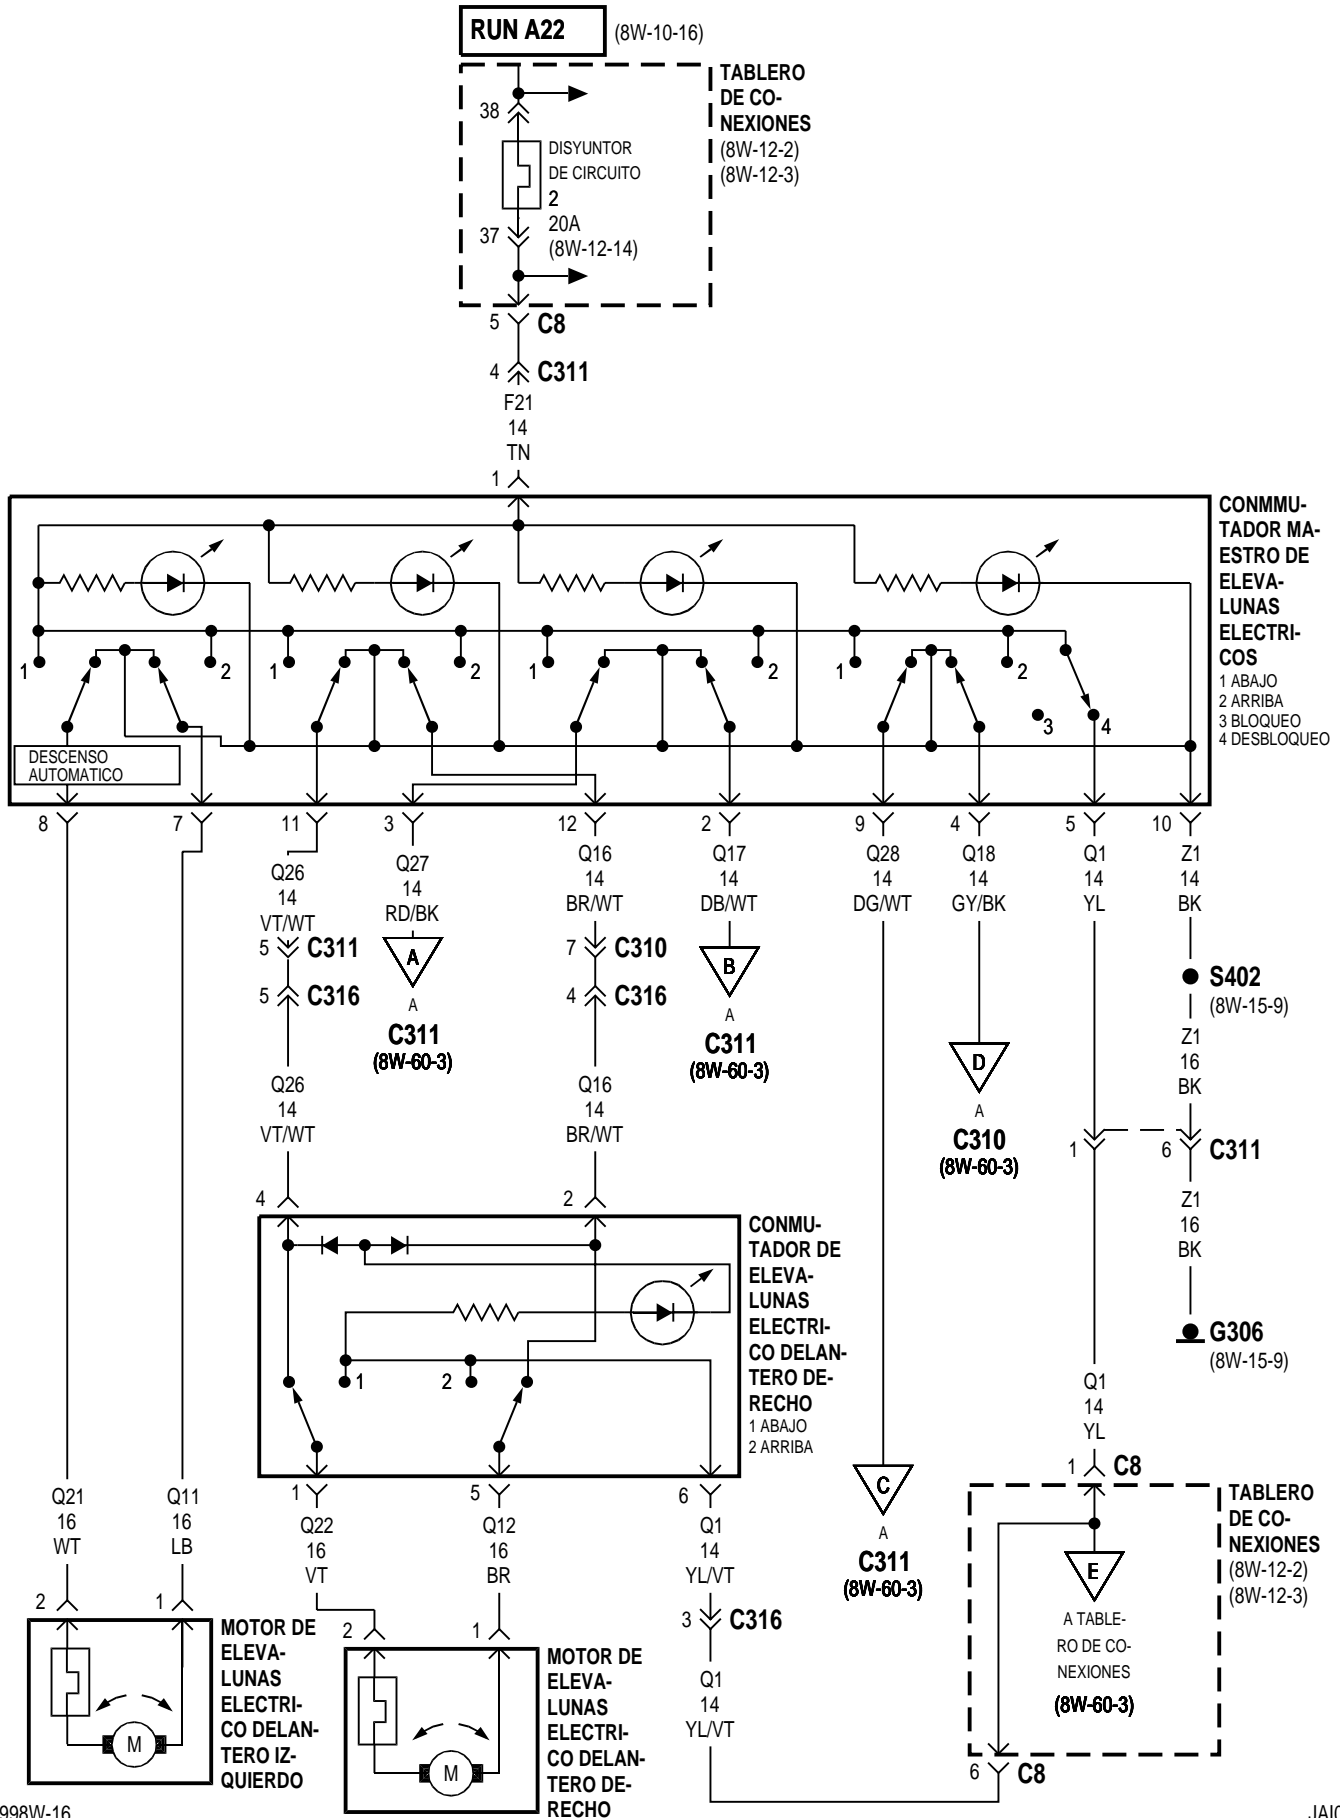 RUN A22
(8W-10-16)
TABLERO
DE CO-
NEXIONES
(8W-12-2)
(8W-12-3)
38
DISYUNTOR
DE CIRCUITO
2
20A
(8W-12-14)
37
5 C8
4 C311
F21
14
TN
1
CONMMU-
TADOR MA-
ESTRO DE
ELEVA-
LUNAS
ELECTRI-
COS
1 ABAJO
2 ARRIBA
3 BLOQUEO
4 DESBLOQUEO
1 2 1 2 1 2 1 2
3 4
DESCENSO
AUTOMATICO
8 7 11 3 12 2 9 4 5 10
Q26
14
VT/WT
Q27
14
RD/BK
Q16
14
BR/WT
Q17
14
DB/WT
Q28
14
DG/WT
Q18
14
GY/BK
Q1
14
YL
Z1
14
BK
5 C311
5 C316
A
A
C311
(8W-60-3)
7 C310
4 C316
B
A
C311
(8W-60-3)
S402
(8W-15-9)
Z1
16
BK
D
A
C310
(8W-60-3)
Q26
14
VT/WT
Q16
14
BR/WT
1 6 C311
Z1
16
BK
G306
(8W-15-9)
4 2
CONMU-
TADOR DE
ELEVA-
LUNAS
ELECTRI-
CO DELAN-
TERO DE-
RECHO
1 ABAJO
2 ARRIBA
1 2
Q1
14
YL
1 C8
1 5 6
C
A
C311
(8W-60-3)
Q21
16
WT
Q11
16
LB
Q22
16
VT
Q12
16
BR
Q1
14
YL/VT
3 C316
Q1
14
YL/VT
TABLERO
DE CO-
NEXIONES
(8W-12-2)
(8W-12-3)
E
A TABLE-
RO DE CO-
NEXIONES
(8W-60-3)
6 C8
2 1
M
MOTOR DE
ELEVA-
LUNAS
ELECTRI-
CO DELAN-
TERO IZ-
QUIERDO
2 1
M
MOTOR DE
ELEVA-
LUNAS
ELECTRI-
CO DELAN-
TERO DE-
RECHO
998W-16